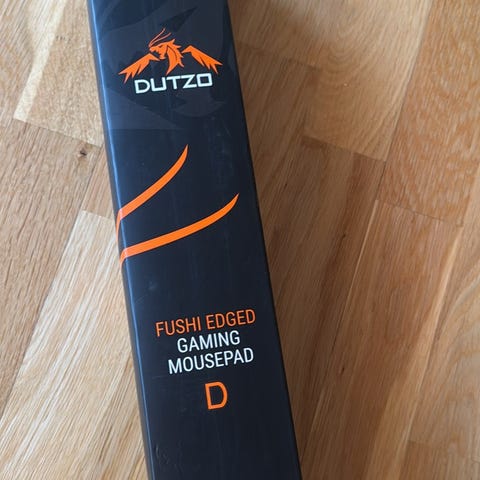 DUTZO
FUSHI EDGED
GAMING
MOUSEPAD
D